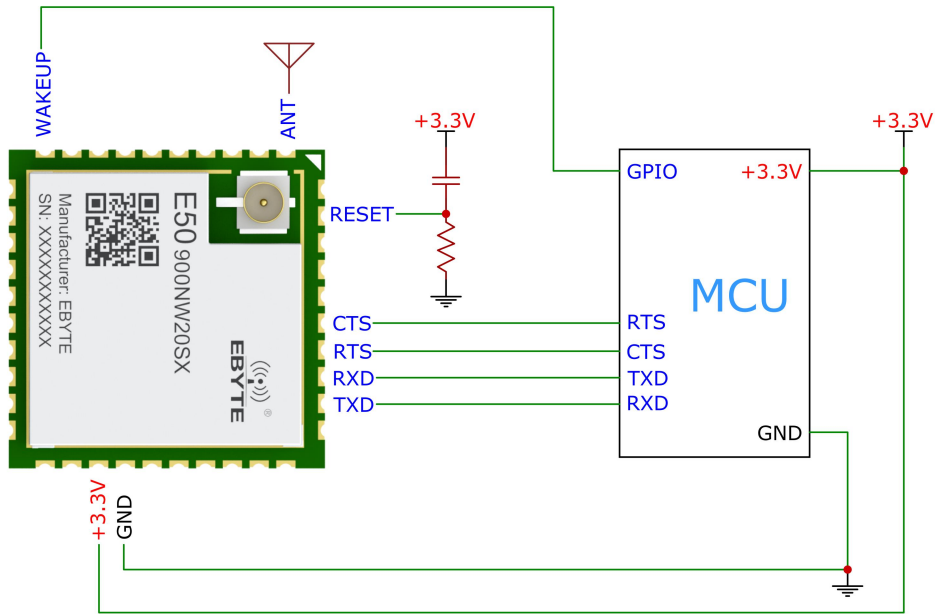 WAKEUP
ANT
+3.3V
+3.3V
GPIO
+3.3V
RESET
E50 900NW20SX
Manufacturer: EBYTE
SN: XXXXXXXXXXX
MCU
CTS
RTS
RTS
CTS
RXD
TXD
TXD
RXD
EBYTE
®
GND
+3.3V
GND